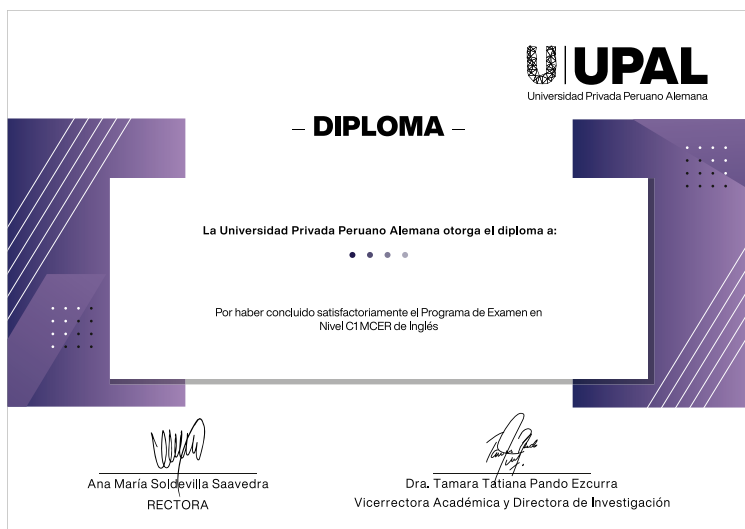 UPAL
Universidad Privada Peruano Alemana
– DIPLOMA –
La Universidad Privada Peruano Alemana otorga el diploma a:
Por haber concluido satisfactoriamente el Programa de Examen en
Nivel C1 MCER de Inglés
Ana María Soldevilla Saavedra
RECTORA
Dra. Tamara Tatiana Pando Ezcurra
Vicerrectora Académica y Directora de Investigación